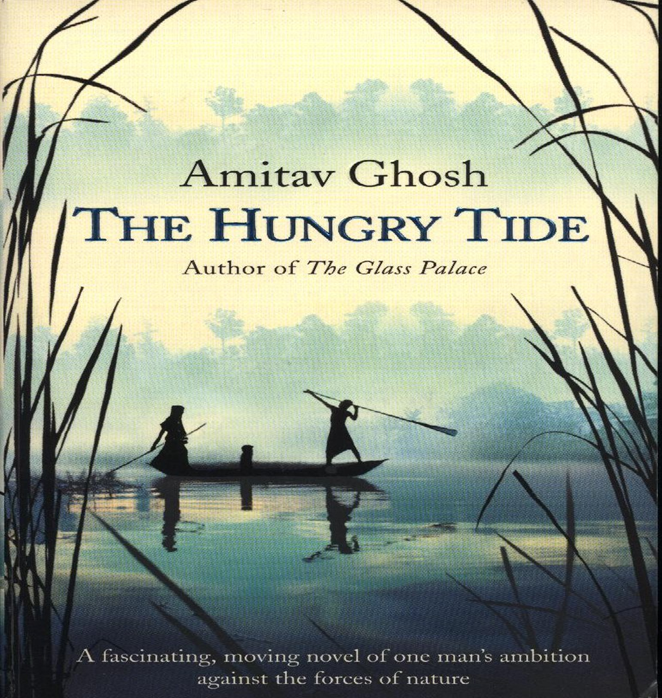 Amitav Ghosh
THE HUNGRY TIDE
Author of The Glass Palace
A fascinating, moving novel of one man's ambition
against the forces of nature